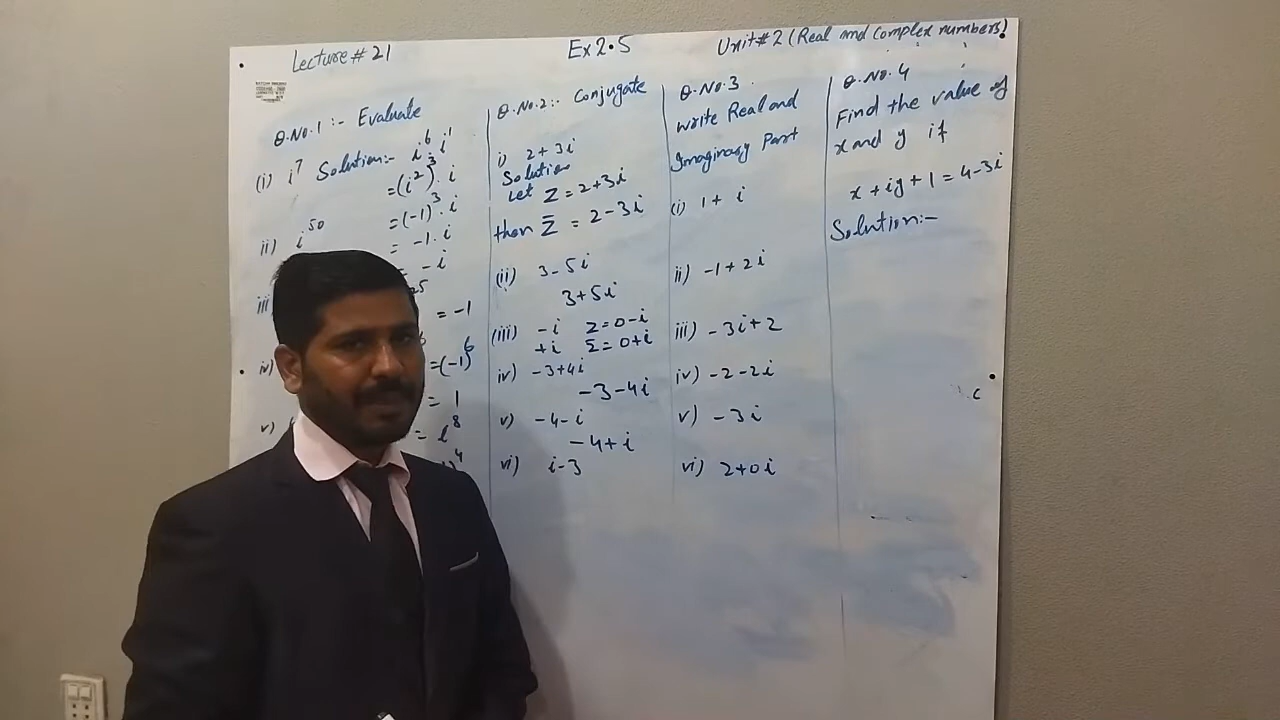 Lecture # 21
Ex 2.5
Unit # 2 (Real and Complex numbers)
Q.No.1:- Evaluate
(i) i⁷ Solution:- i⁶·i¹
=(i²)³·i
=(-1)³·i
ii) i⁵⁰
= -1·i
= -i
iii
= -1
iv)
=(-1)⁶
= 1
v)
= i⁸
Q.No.2:- Conjugate
i) 2+3i
Solution
Let Z = 2+3i
then Z̅ = 2-3i
(ii) 3-5i
3+5i
(iii) -i Z=0-i
+i Z̅=0+i
iv) -3+4i
-3-4i
v) -4-i
-4+i
vi) i-3
Q.No.3
Write Real and
Imaginary Part
(i) 1+i
ii) -1+2i
iii) -3i+2
iv) -2-2i
v) -3i
vi) 2+0i
Q.No.4
Find the value of
x and y if
x+iy+1=4-3i
Solution:-